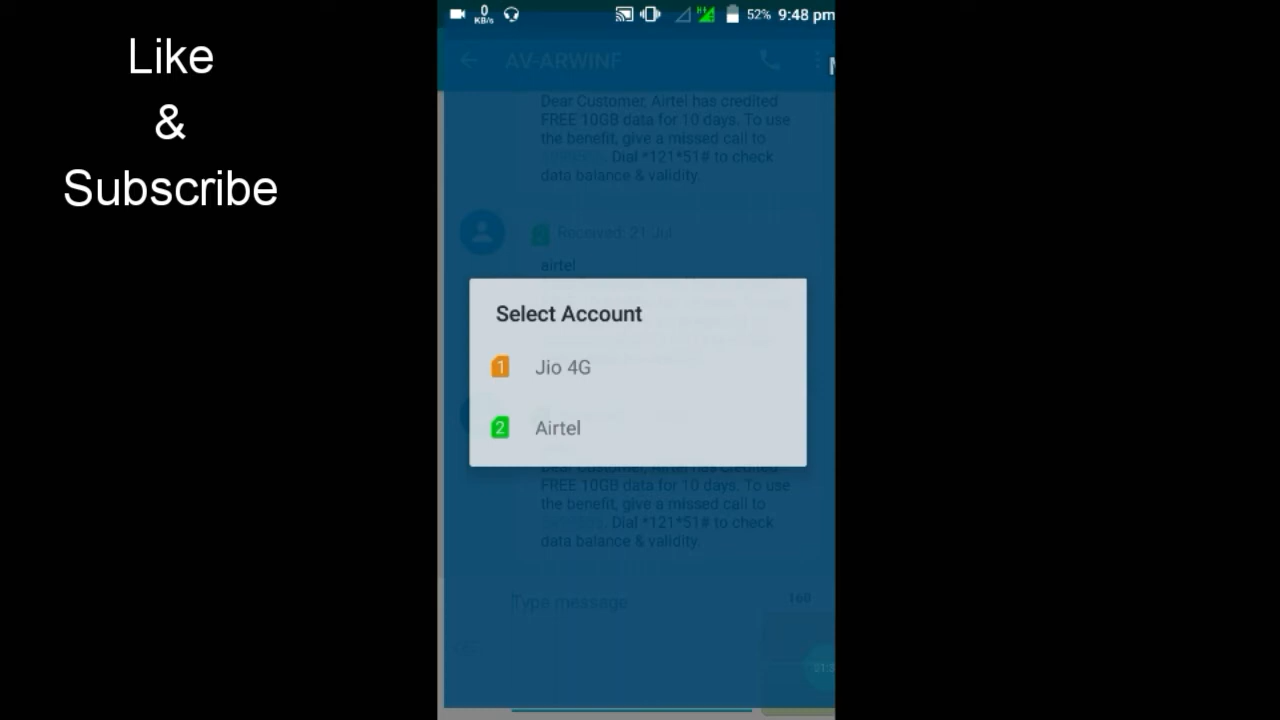 Like
&
Subscribe
0
KB/s
52% 9:48 pm
AV-ARWINF
Dear Customer, Airtel has credited
FREE 10GB data for 10 days. To use
the benefit, give a missed call to
Dial *121*51# to check
data balance & validity.
Received: 21 Jul
airtel
Select Account
1 Jio 4G
2 Airtel
Dear Customer, Airtel has credited
FREE 10GB data for 10 days. To use
the benefit, give a missed call to
Dial *121*51# to check
data balance & validity.
Type message
160